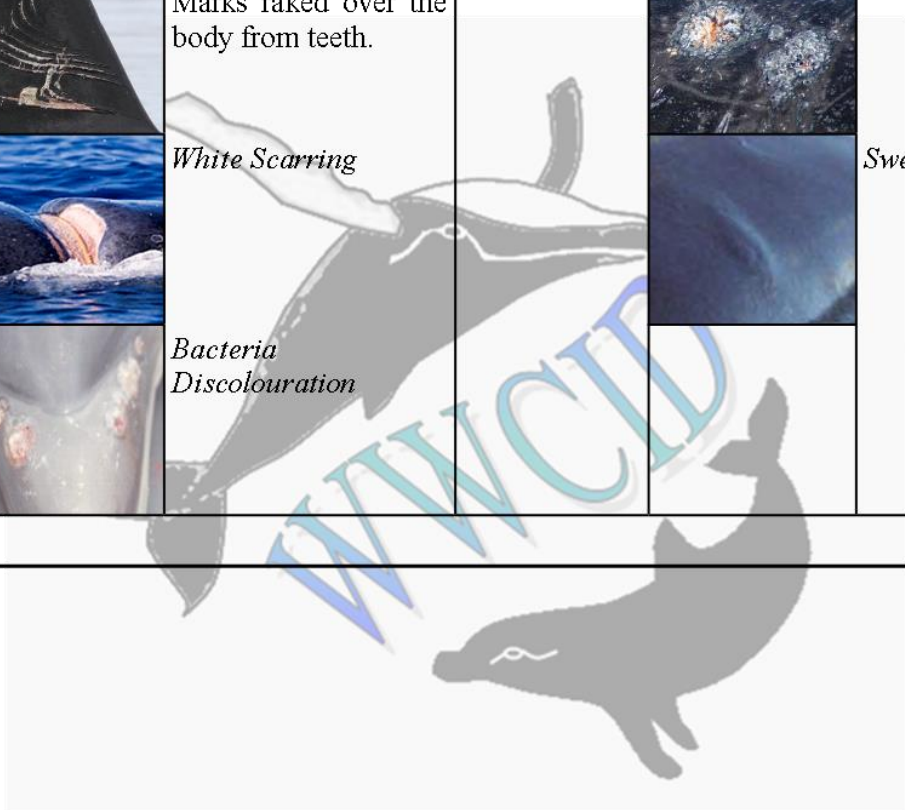 Marks raked over the
body from teeth.
White Scarring
Bacteria
Discolouration
WWCID